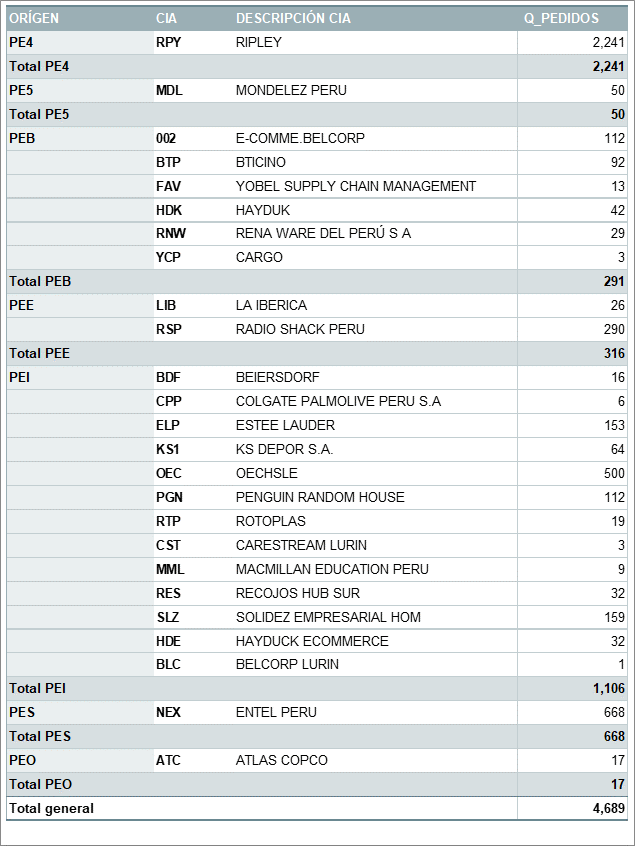 ORÍGEN CIA DESCRIPCIÓN CIA Q_PEDIDOS
PE4 RPY RIPLEY 2,241
Total PE4 2,241
PE5 MDL MONDELEZ PERU 50
Total PE5 50
PEB 002 E-COMME.BELCORP 112
BTP BTICINO 92
FAV YOBEL SUPPLY CHAIN MANAGEMENT 13
HDK HAYDUK 42
RNW RENA WARE DEL PERÚ S A 29
YCP CARGO 3
Total PEB 291
PEE LIB LA IBERICA 26
RSP RADIO SHACK PERU 290
Total PEE 316
PEI BDF BEIERSDORF 16
CPP COLGATE PALMOLIVE PERU S.A 6
ELP ESTEE LAUDER 153
KS1 KS DEPOR S.A. 64
OEC OECHSLE 500
PGN PENGUIN RANDOM HOUSE 112
RTP ROTOPLAS 19
CST CARESTREAM LURIN 3
MML MACMILLAN EDUCATION PERU 9
RES RECOJOS HUB SUR 32
SLZ SOLIDEZ EMPRESARIAL HOM 159
HDE HAYDUCK ECOMMERCE 32
BLC BELCORP LURIN 1
Total PEI 1,106
PES NEX ENTEL PERU 668
Total PES 668
PEO ATC ATLAS COPCO 17
Total PEO 17
Total general 4,689